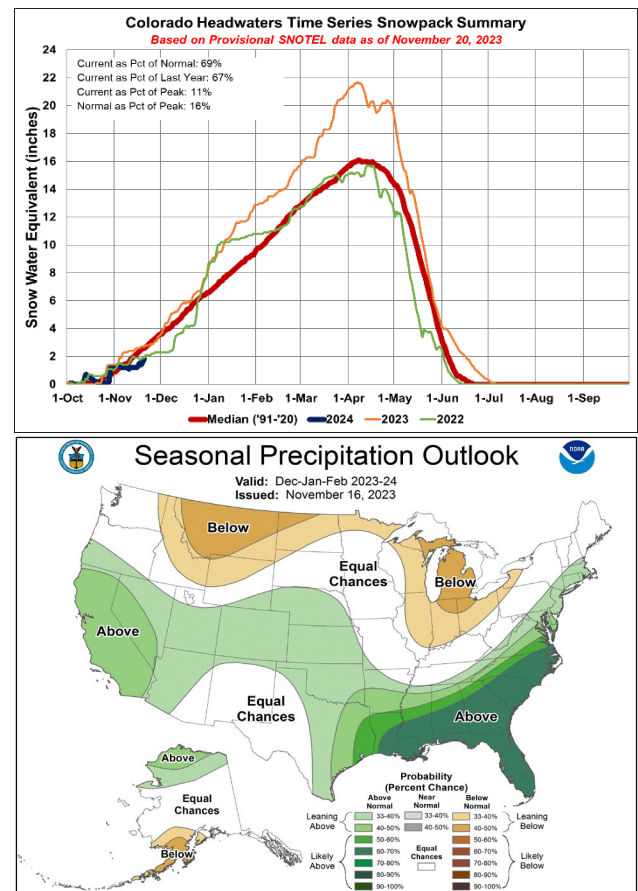 Colorado Headwaters Time Series Snowpack Summary
Based on Provisional SNOTEL data as of November 20, 2023
Current as Pct of Normal: 69%
Current as Pct of Last Year: 67%
Current as Pct of Peak: 11%
Normal as Pct of Peak: 16%
Snow Water Equivalent (inches)
24
22
20
18
16
14
12
10
8
6
4
2
0
1-Oct 1-Nov 1-Dec 1-Jan 1-Feb 1-Mar 1-Apr 1-May 1-Jun 1-Jul 1-Aug 1-Sep
Median ('91-'20) 2024 2023 2022
Seasonal Precipitation Outlook
NOAA
Valid: Dec-Jan-Feb 2023-24
Issued: November 16, 2023
Below
Equal
Chances
Below
Above
Equal
Chances
Above
Above
Equal
Chances
Below
Probability
(Percent Chance)
Above
Normal
Near
Normal
Below
Normal
Leaning
Above
33-40% 33-40% 33-40%
40-50% 40-50% 40-50%
Leaning
Below
Likely
Above
50-60% 50-60%
60-70% 60-70%
70-80% 70-80%
80-90% 80-90%
90-100% 90-100%
Equal
Chances
Likely
Below